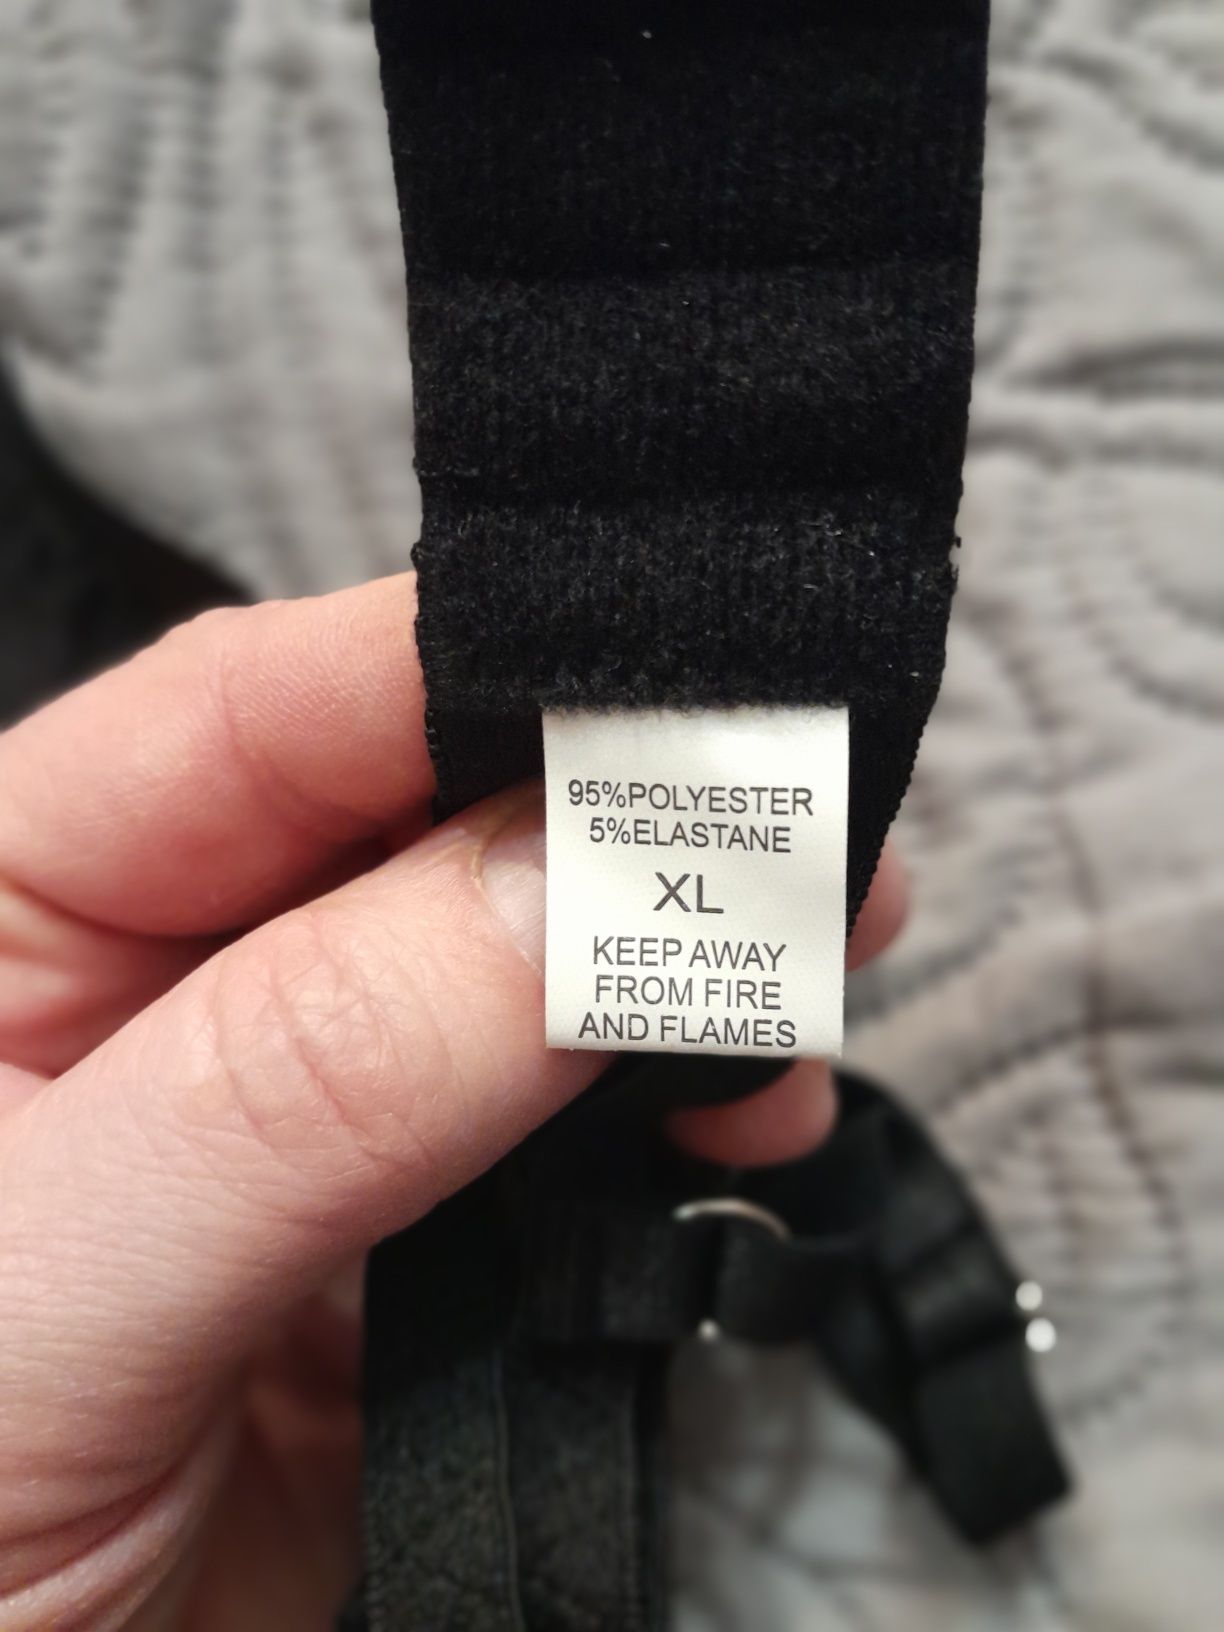 95%POLYESTER
5%ELASTANE
XL
KEEP AWAY
FROM FIRE
AND FLAMES